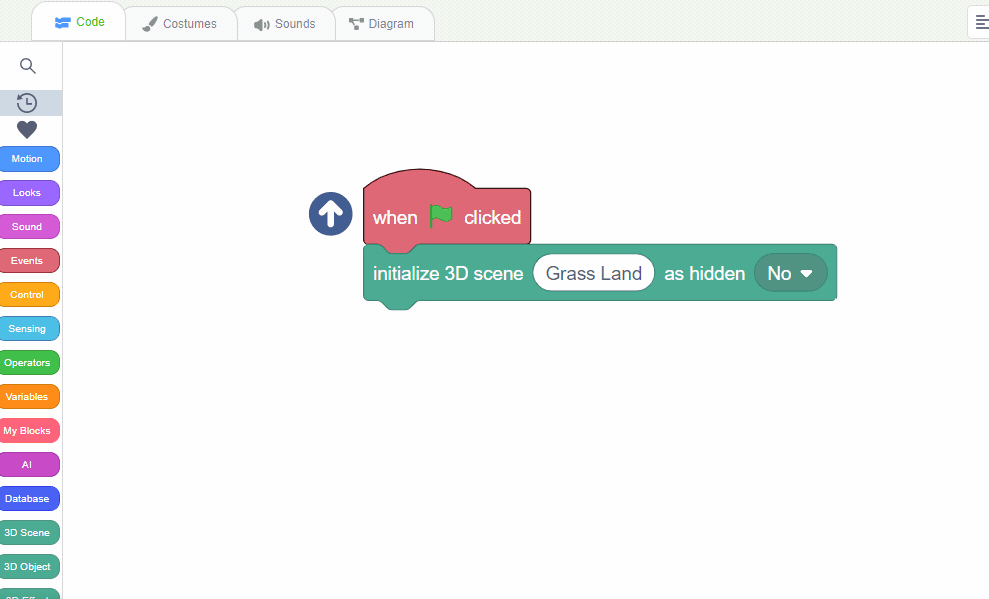 Code Costumes Sounds Diagram
Motion
Looks
Sound
Events
Control
Sensing
Operators
Variables
My Blocks
AI
Database
3D Scene
3D Object
when clicked
initialize 3D scene Grass Land as hidden No